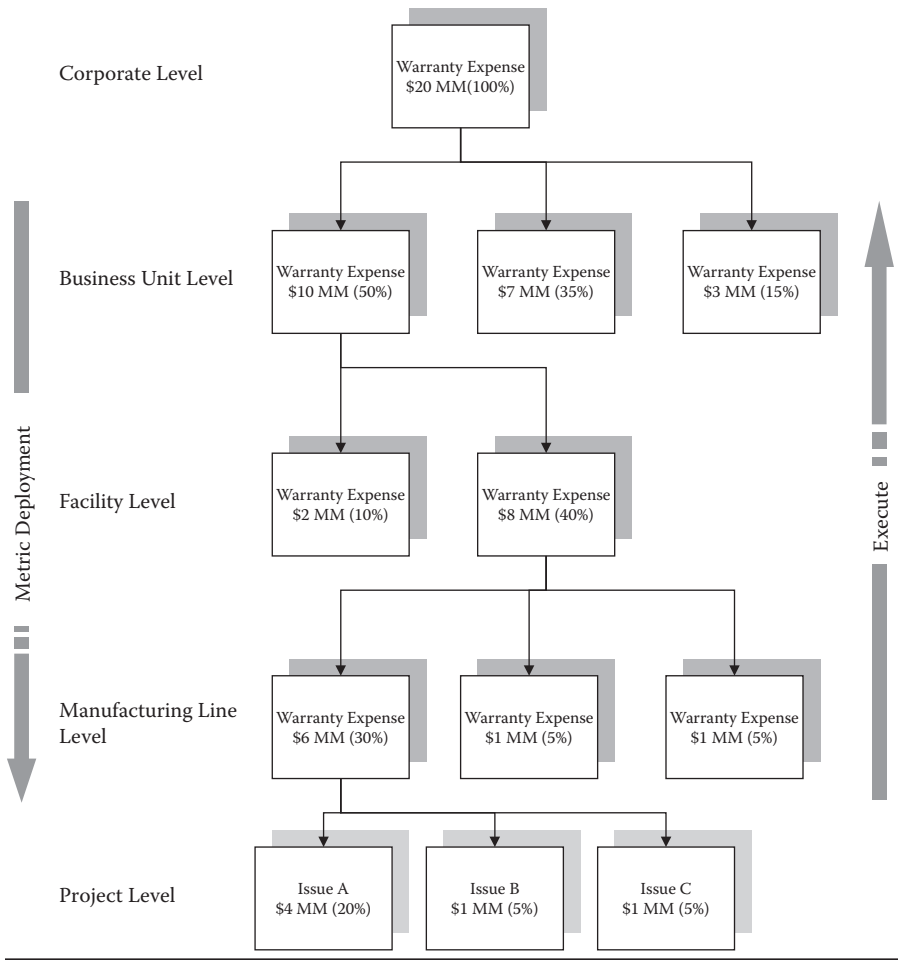 Corporate Level
Warranty Expense
$20 MM(100%)
Business Unit Level
Warranty Expense
$10 MM (50%)
Warranty Expense
$7 MM (35%)
Warranty Expense
$3 MM (15%)
Metric Deployment
Execute
Facility Level
Warranty Expense
$2 MM (10%)
Warranty Expense
$8 MM (40%)
Manufacturing Line
Level
Warranty Expense
$6 MM (30%)
Warranty Expense
$1 MM (5%)
Warranty Expense
$1 MM (5%)
Project Level
Issue A
$4 MM (20%)
Issue B
$1 MM (5%)
Issue C
$1 MM (5%)